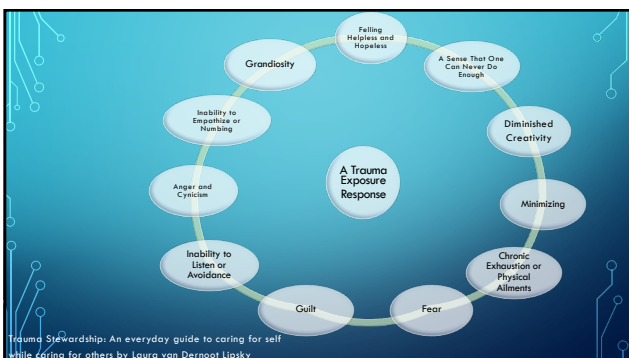 Felling
Helpless and
Hopeless
A Sense That One
Can Never Do
Enough
Diminished
Creativity
Minimizing
Chronic
Exhaustion or
Physical
Ailments
Fear
Guilt
Inability to
Listen or
Avoidance
Anger and
Cynicism
Inability to
Empathize or
Numbing
Grandiosity
A Trauma
Exposure
Response
Trauma Stewardship: An everyday guide to caring for self
while caring for others by Laura van Dernoot Lipsky